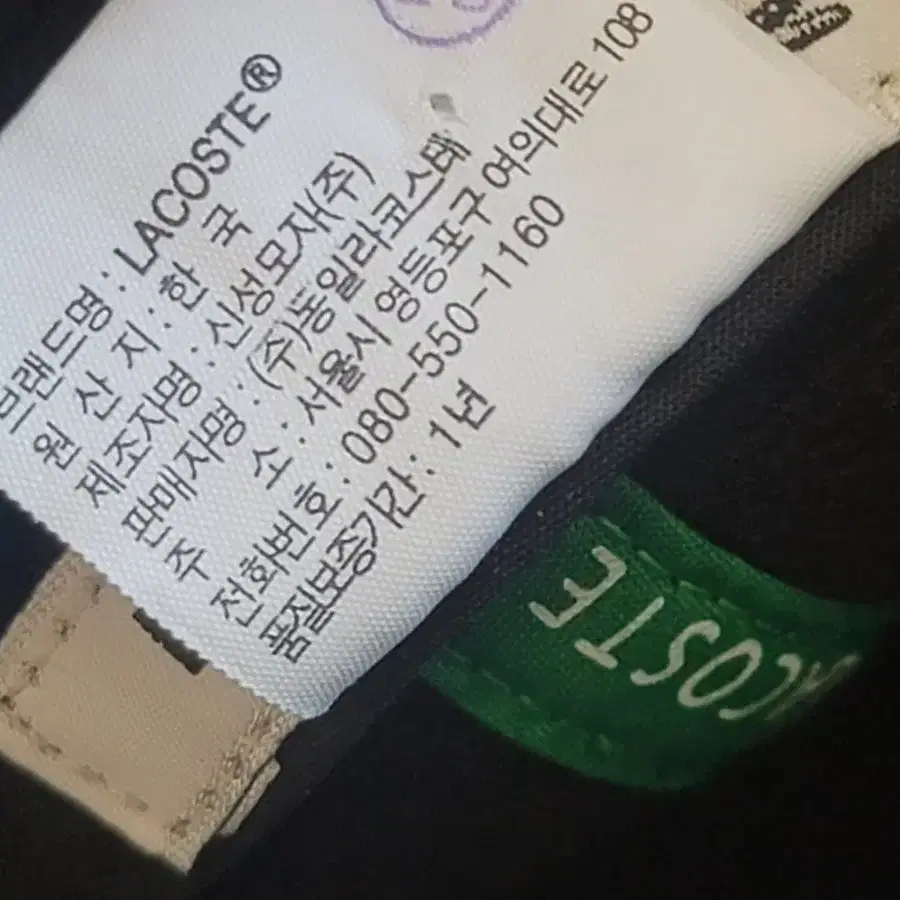 브랜드명 : LACOSTE®
원 산 지 : 한 국
제조자명 : 신성모자(주)
판매자명 : (주)동일라코스테
주 소 : 서울시 영등포구 여의대로 108
전화번호 : 080-550-1160
품질보증기간 : 1년
LACOSTE